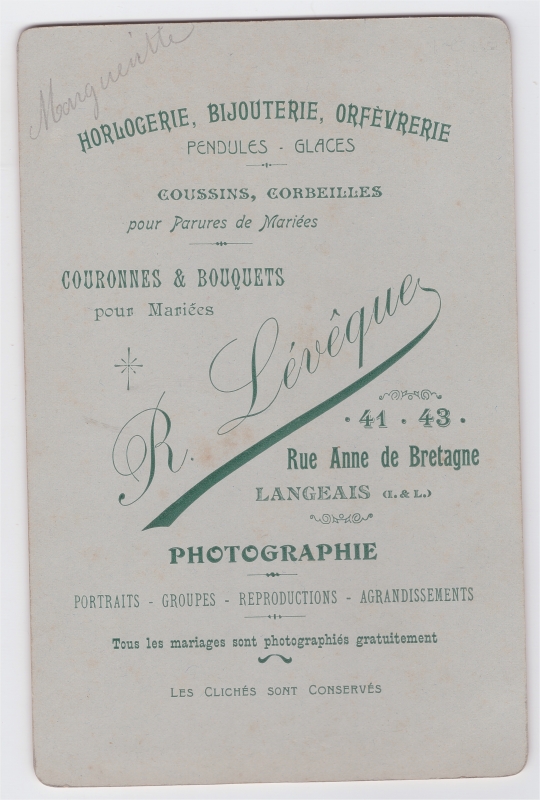 Marguerite
HORLOGERIE, BIJOUTERIE, ORFÈVRERIE
PENDULES - GLACES
COUSSINS, CORBEILLES
pour Parures de Mariées
COURONNES & BOUQUETS
pour Mariées
R. Lévêque
· 41 · 43 ·
Rue Anne de Bretagne
LANGEAIS (I.& L.)
PHOTOGRAPHIE
PORTRAITS - GROUPES - REPRODUCTIONS - AGRANDISSEMENTS
Tous les mariages sont photographiés gratuitement
LES CLICHÉS SONT CONSERVÉS